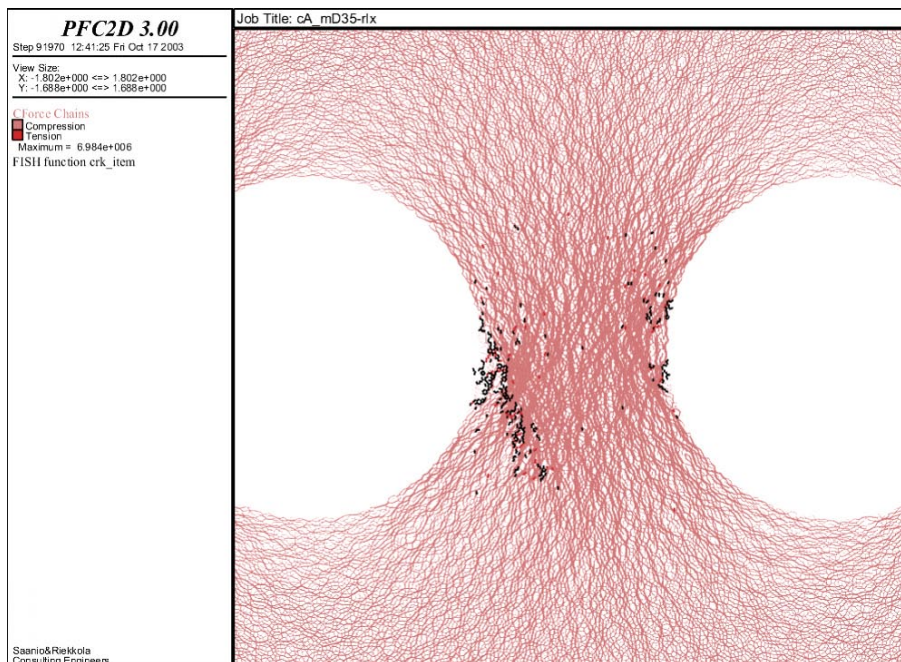 PFC2D 3.00
Step 91970  12:41:25 Fri Oct 17 2003
View Size:
X: -1.802e+000 <=> 1.802e+000
Y: -1.688e+000 <=> 1.688e+000
CForce Chains
Compression
Tension
Maximum = 6.984e+006
FISH function crk_item
Saanio&Riekkola
Consulting Engineers
Job Title: cA_mD35-rlx